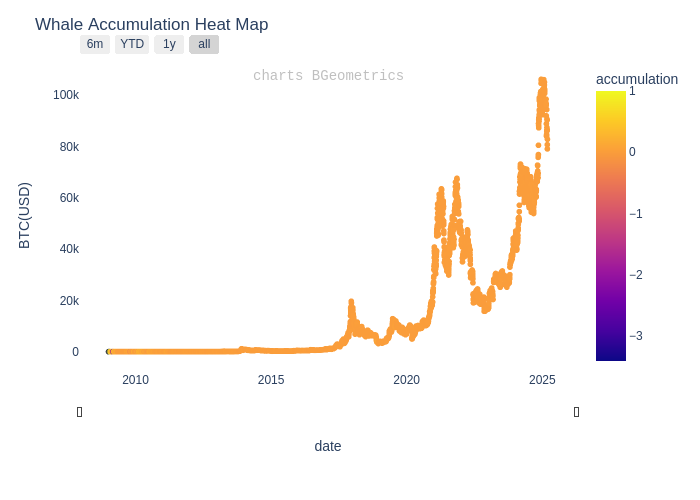 Whale Accumulation Heat Map
6m YTD 1y all
charts BGeometrics
accumulation
BTC(USD)
100k
80k
60k
40k
20k
0
1
0
−1
−2
−3
2010 2015 2020 2025
date